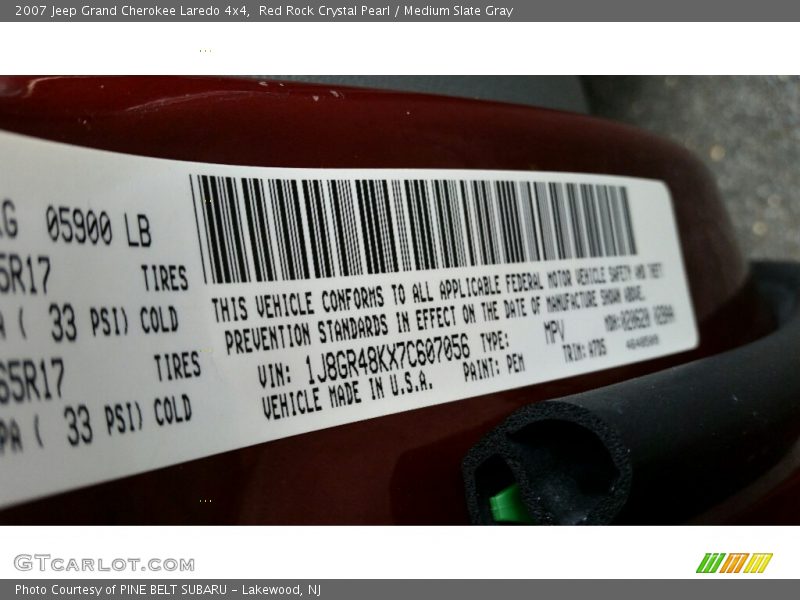 2007 Jeep Grand Cherokee Laredo 4x4,  Red Rock Crystal Pearl / Medium Slate Gray
05900 LB
5R17 TIRES
( 33 PSI) COLD
65R17 TIRES
PA ( 33 PSI) COLD
THIS VEHICLE CONFORMS TO ALL APPLICABLE FEDERAL MOTOR VEHICLE SAFETY AND THEFT
PREVENTION STANDARDS IN EFFECT ON THE DATE OF MANUFACTURE SHOWN ABOVE.
VIN: 1J8GR48KX7C607056 TYPE: MPV
VEHICLE MADE IN U.S.A. PAINT: PEM TRIM:
GTCARLOT.COM
Photo Courtesy of PINE BELT SUBARU - Lakewood, NJ